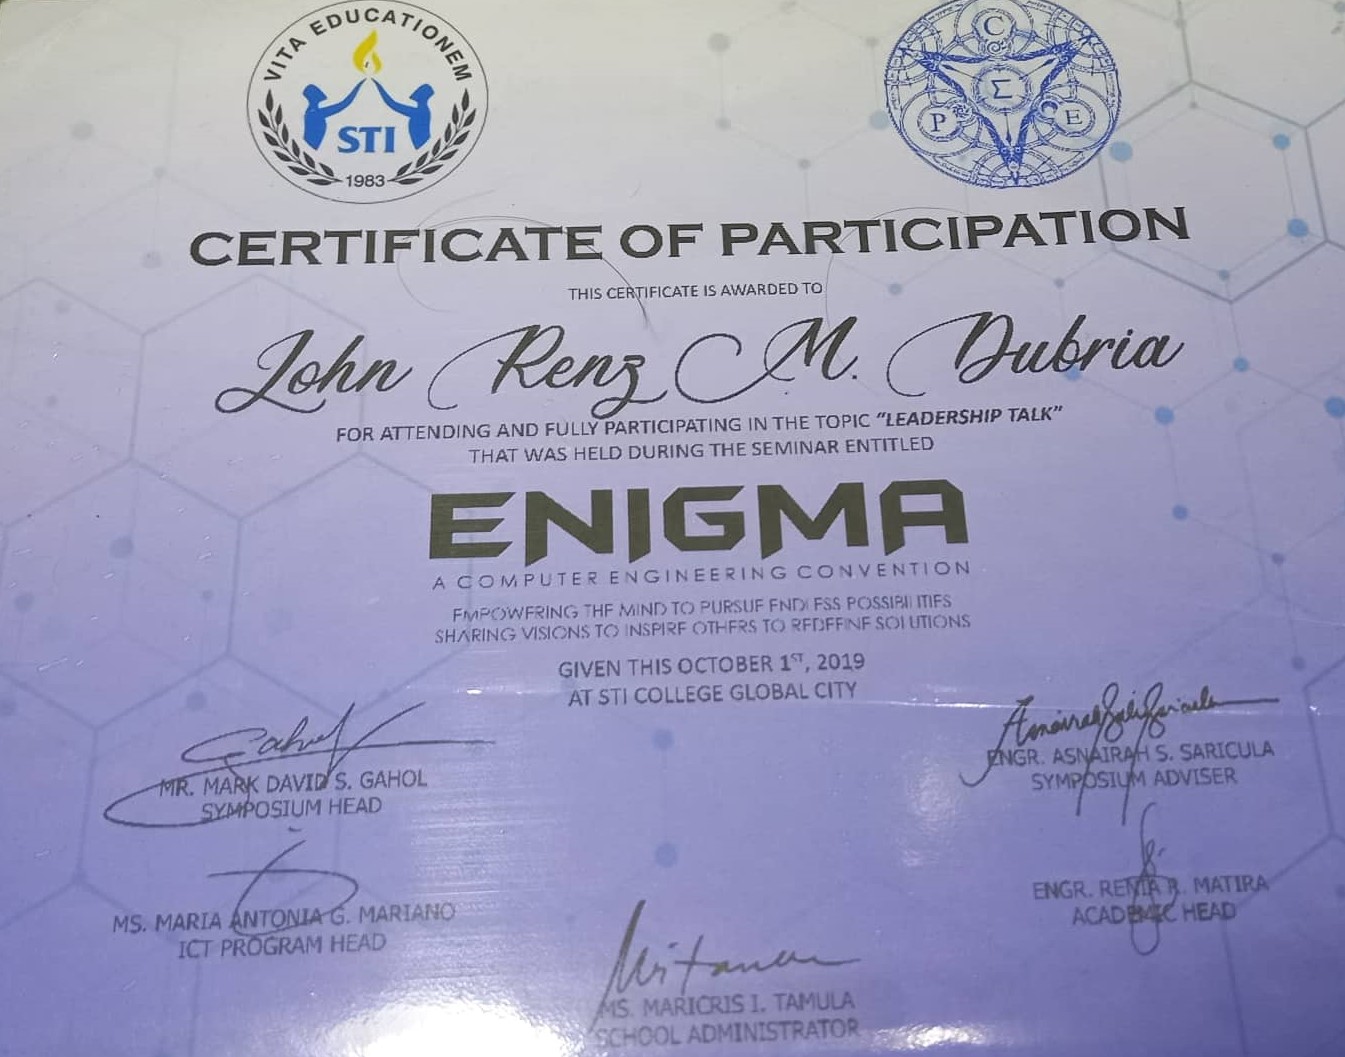 VITA EDUCATIONEM
STI
1983
C
Σ
P
E
CERTIFICATE OF PARTICIPATION
THIS CERTIFICATE IS AWARDED TO
John Renz M. Dubria
FOR ATTENDING AND FULLY PARTICIPATING IN THE TOPIC "LEADERSHIP TALK"
THAT WAS HELD DURING THE SEMINAR ENTITLED
ENIGMA
A COMPUTER ENGINEERING CONVENTION
EMPOWERING THE MIND TO PURSUE ENDLESS POSSIBILITIES
SHARING VISIONS TO INSPIRE OTHERS TO REDEFINE SOLUTIONS
GIVEN THIS OCTOBER 1ST, 2019
AT STI COLLEGE GLOBAL CITY
Gahol
MR. MARK DAVID S. GAHOL
SYMPOSIUM HEAD
ENGR. ASNAIRAH S. SARICULA
SYMPOSIUM ADVISER
MS. MARIA ANTONIA G. MARIANO
ICT PROGRAM HEAD
ENGR. RENIA R. MATIRA
ACADEMIC HEAD
MS. MARICRIS I. TAMULA
SCHOOL ADMINISTRATOR